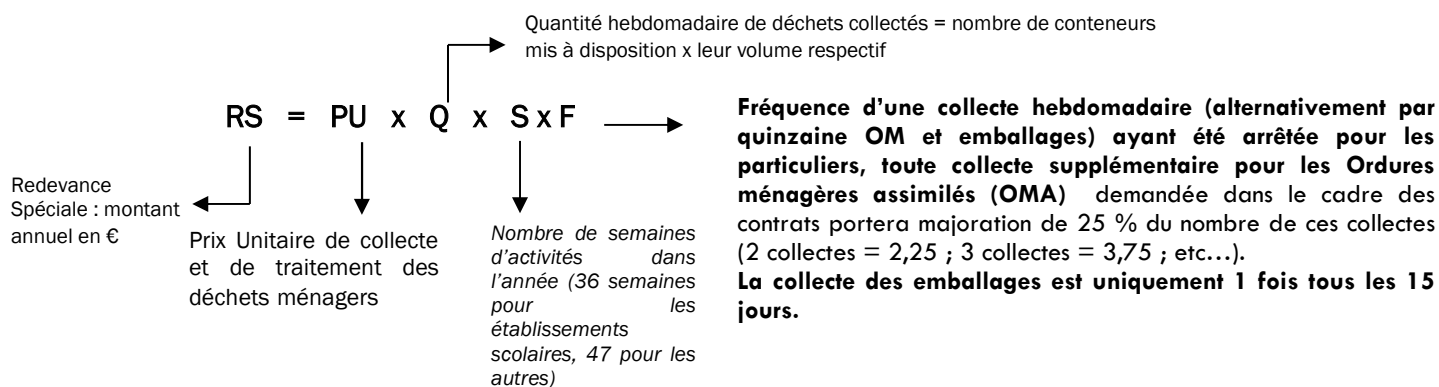 Quantité hebdomadaire de déchets collectés = nombre de conteneurs
mis à disposition x leur volume respectif
RS = PU x Q x S x F
Fréquence d’une collecte hebdomadaire (alternativement par
quinzaine OM et emballages) ayant été arrêtée pour les
particuliers, toute collecte supplémentaire pour les Ordures
ménagères assimilés (OMA) demandée dans le cadre des
contrats portera majoration de 25 % du nombre de ces collectes
(2 collectes = 2,25 ; 3 collectes = 3,75 ; etc…).
La collecte des emballages est uniquement 1 fois tous les 15
jours.
Redevance
Spéciale : montant
annuel en €
Prix Unitaire de collecte
et de traitement des
déchets ménagers
Nombre de semaines
d’activités dans
l’année (36 semaines
pour les
établissements
scolaires, 47 pour les
autres)